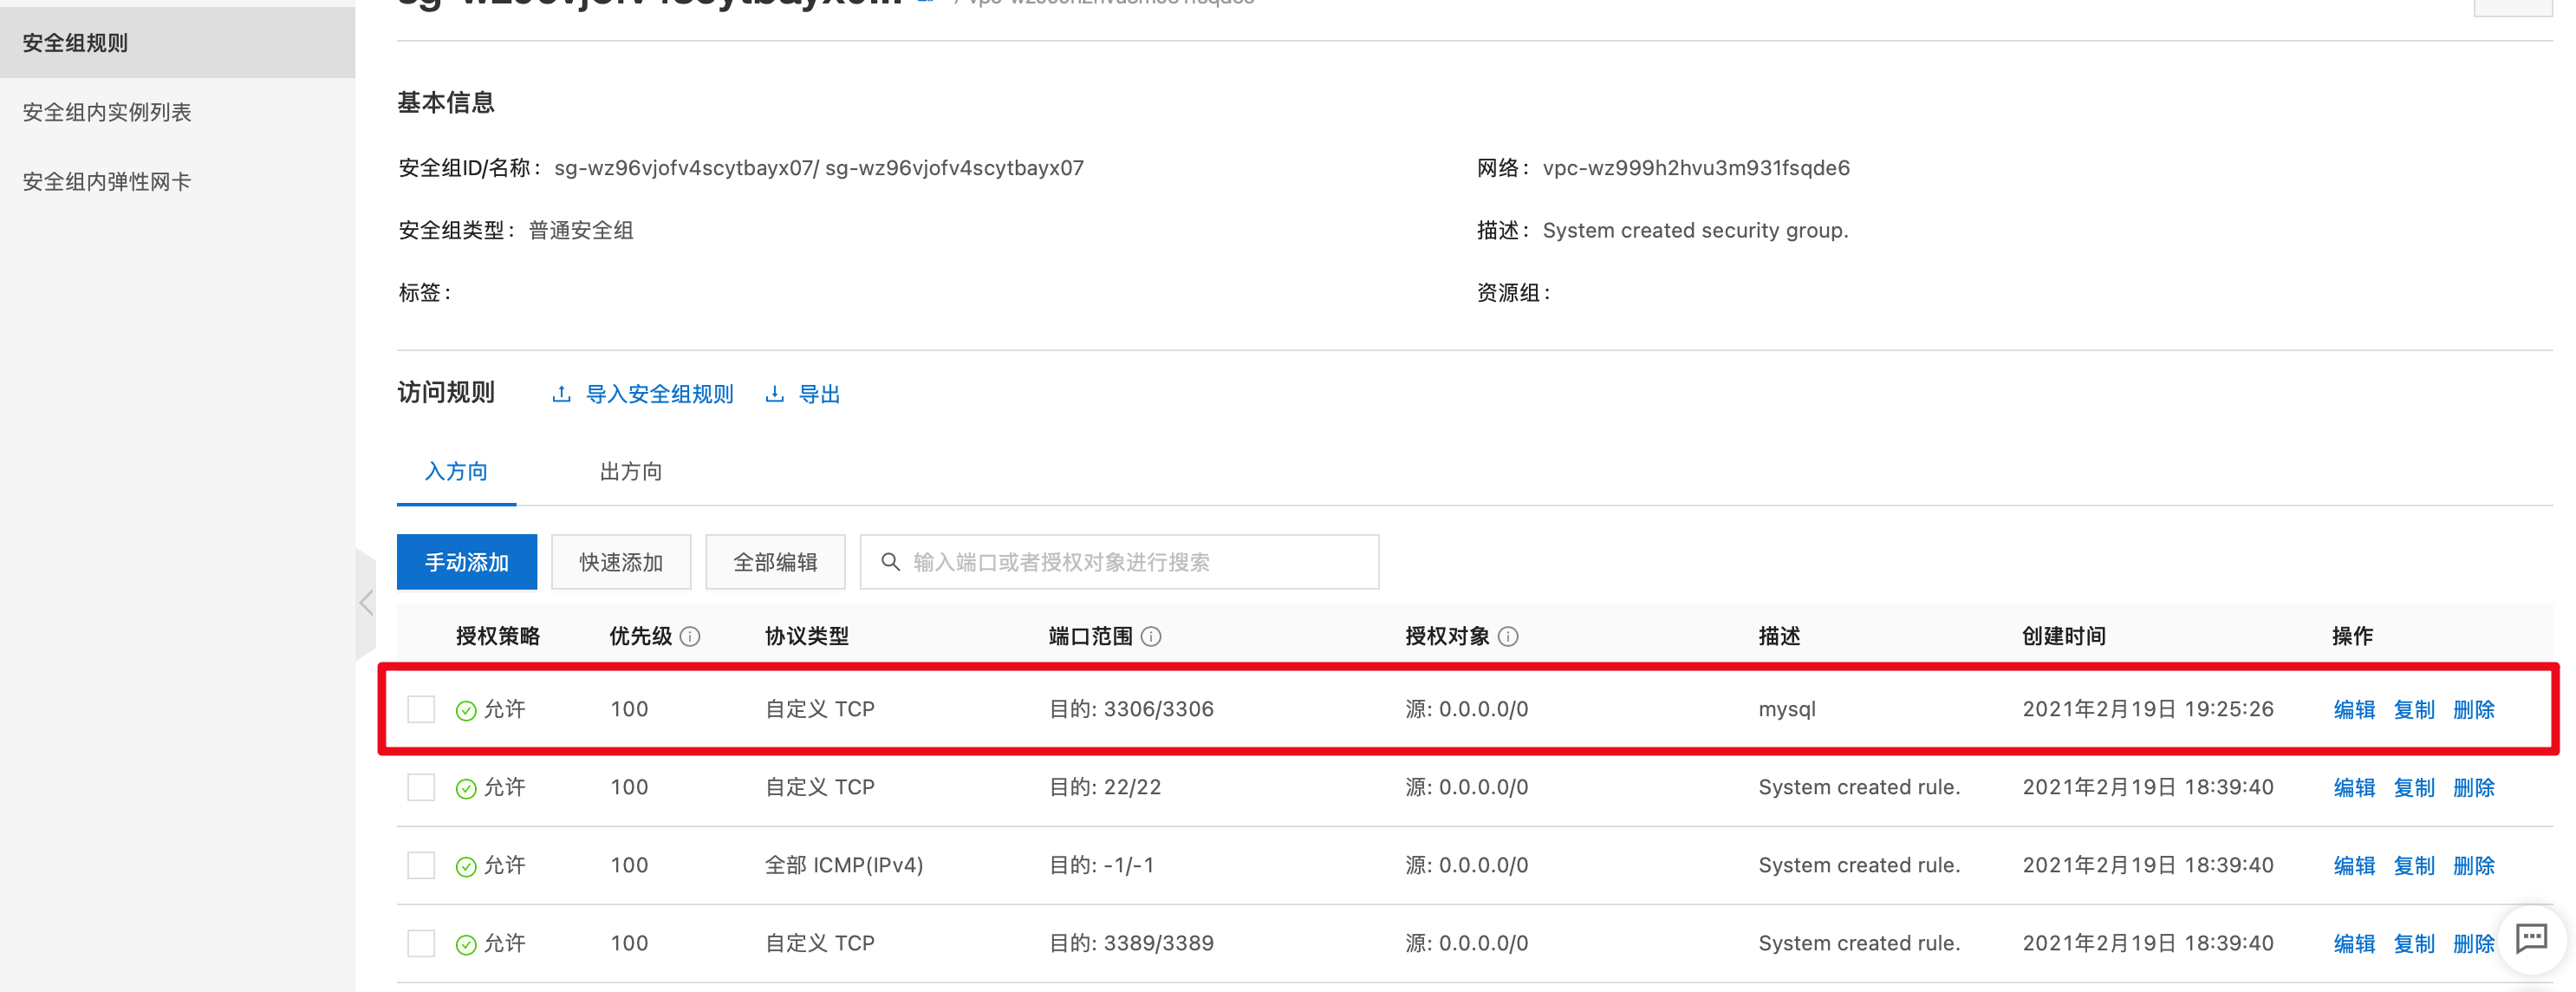 安全组规则
安全组内实例列表
安全组内弹性网卡
基本信息
安全组ID/名称： sg-wz96vjofv4scytbayx07/ sg-wz96vjofv4scytbayx07
网络： vpc-wz999h2hvu3m931fsqde6
安全组类型： 普通安全组
描述： System created security group.
标签：
资源组：
访问规则 导入安全组规则 导出
入方向 出方向
手动添加 快速添加 全部编辑 输入端口或者授权对象进行搜索
授权策略 优先级 协议类型 端口范围 授权对象 描述 创建时间 操作
允许 100 自定义 TCP 目的: 3306/3306 源: 0.0.0.0/0 mysql 2021年2月19日 19:25:26 编辑 复制 删除
允许 100 自定义 TCP 目的: 22/22 源: 0.0.0.0/0 System created rule. 2021年2月19日 18:39:40 编辑 复制 删除
允许 100 全部 ICMP(IPv4) 目的: -1/-1 源: 0.0.0.0/0 System created rule. 2021年2月19日 18:39:40 编辑 复制 删除
允许 100 自定义 TCP 目的: 3389/3389 源: 0.0.0.0/0 System created rule. 2021年2月19日 18:39:40 编辑 复制 删除